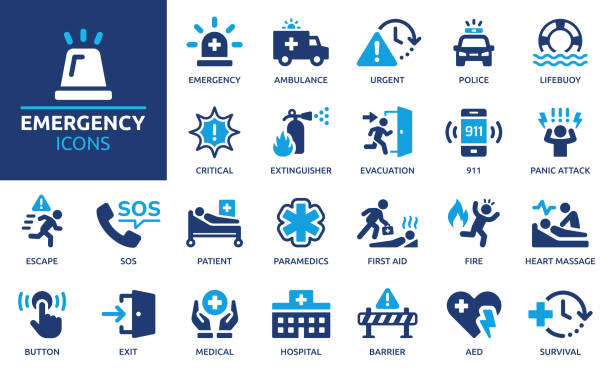 EMERGENCY
ICONS
EMERGENCY
AMBULANCE
URGENT
POLICE
LIFEBUOY
CRITICAL
EXTINGUISHER
EVACUATION
911
911
PANIC ATTACK
ESCAPE
SOS
SOS
PATIENT
PARAMEDICS
FIRST AID
FIRE
HEART MASSAGE
BUTTON
EXIT
MEDICAL
HOSPITAL
BARRIER
AED
SURVIVAL